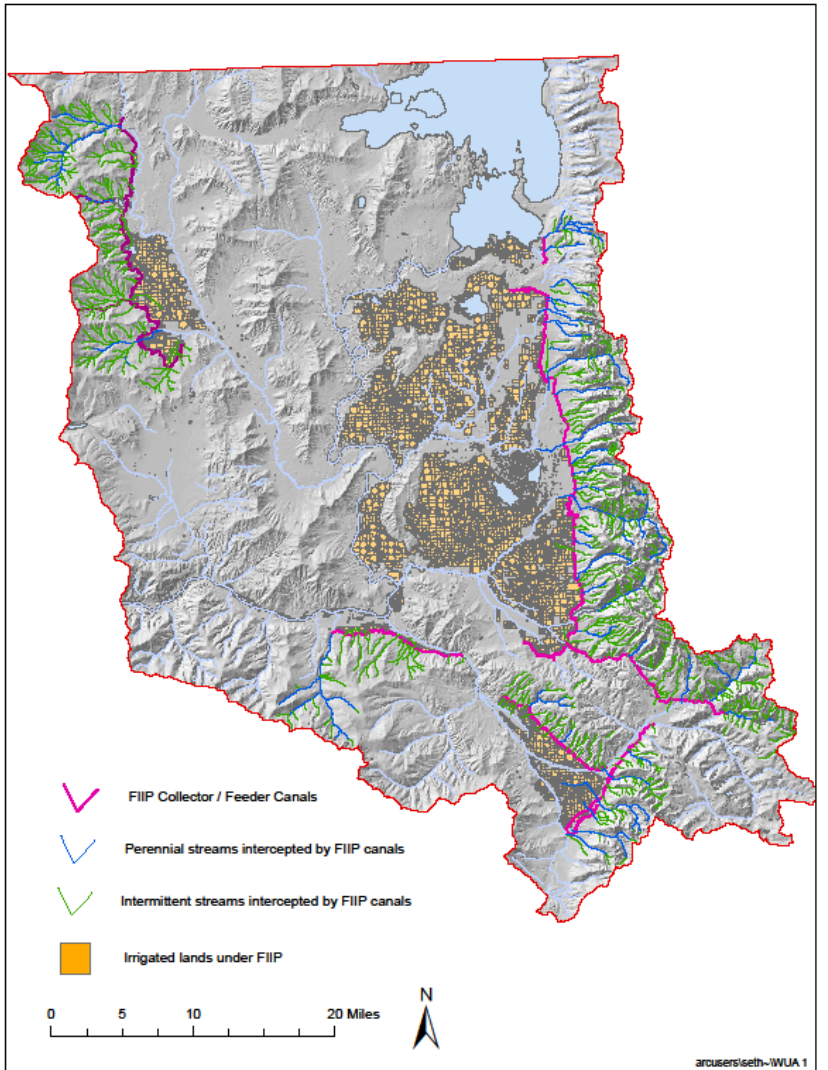 FIIP Collector / Feeder Canals
Perennial streams intercepted by FIIP canals
Intermittent streams intercepted by FIIP canals
Irrigated lands under FIIP
0 5 10 20 Miles
N
arcusers\seth~\WUA 1